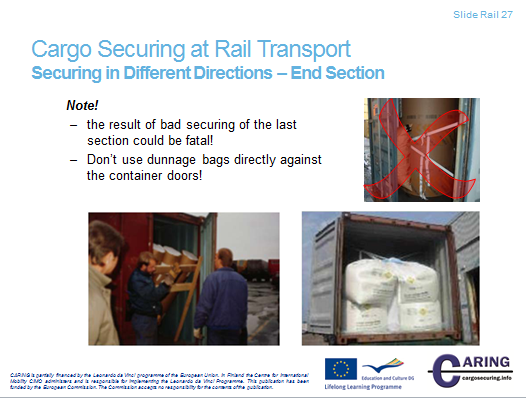 Slide Rail 27
Cargo Securing at Rail Transport
Securing in Different Directions – End Section
Note!
– the result of bad securing of the last
section could be fatal!
– Don't use dunnage bags directly against
the container doors!
CARING is partially financed by the Leonardo da Vinci programme of the European Union. In Finland the Centre for International
Mobility CIMO administers and is responsible for implementing the Leonardo da Vinci Programme. This publication has been
funded by the European Commission. The Commission accepts no responsibility for the contents of the publication.
Education and Culture DG
Lifelong Learning Programme
CARING
cargosecuring.info